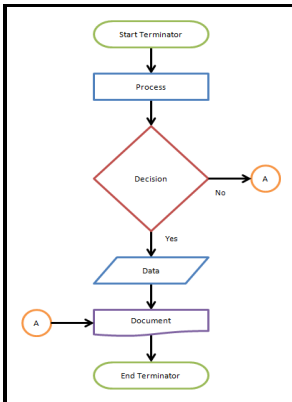 Start Terminator
Process
Decision
A
No
Yes
Data
A
Document
End Terminator